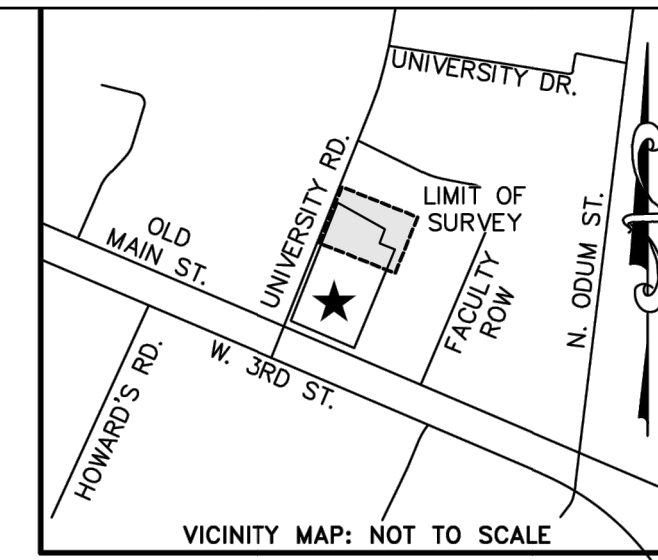 UNIVERSITY DR.
UNIVERSITY RD.
LIMIT OF
SURVEY
OLD
MAIN ST.
N. ODUM ST.
FACULTY
ROW
W. 3RD ST.
HOWARD'S RD.
VICINITY MAP: NOT TO SCALE